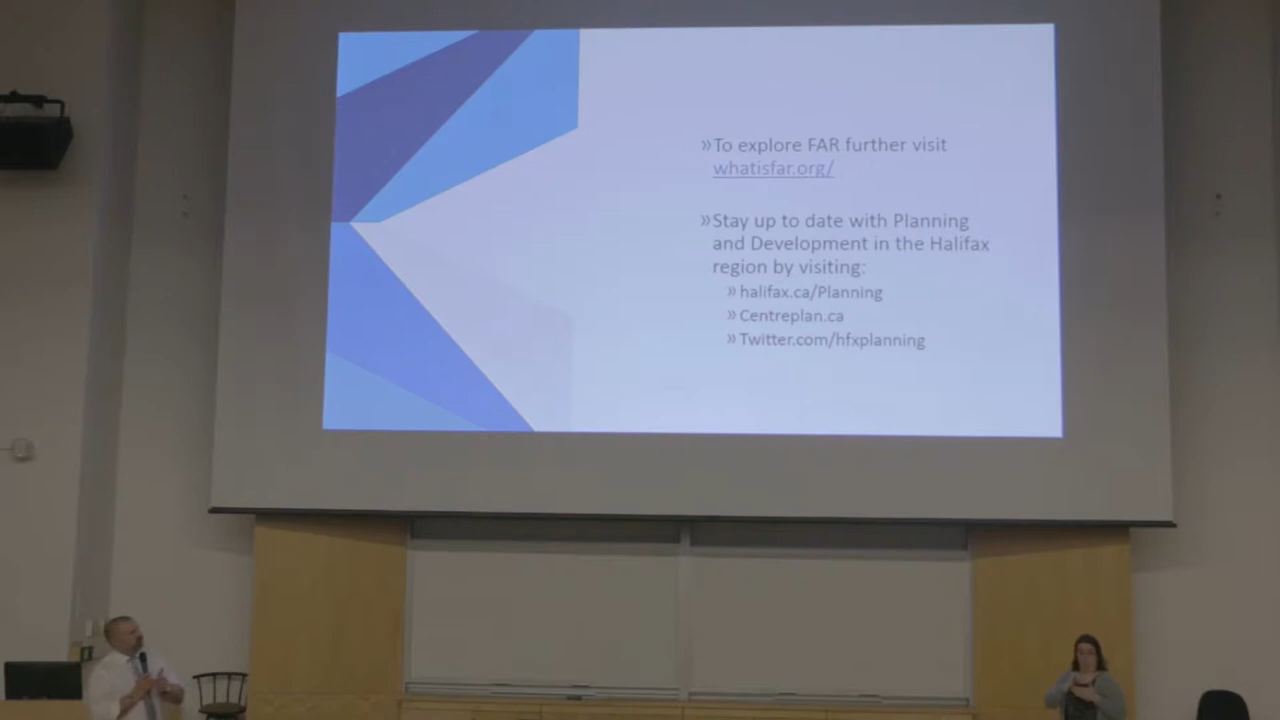 »To explore FAR further visit
whatisfar.org/
»Stay up to date with Planning
and Development in the Halifax
region by visiting:
»halifax.ca/Planning
»Centreplan.ca
»Twitter.com/hfxplanning